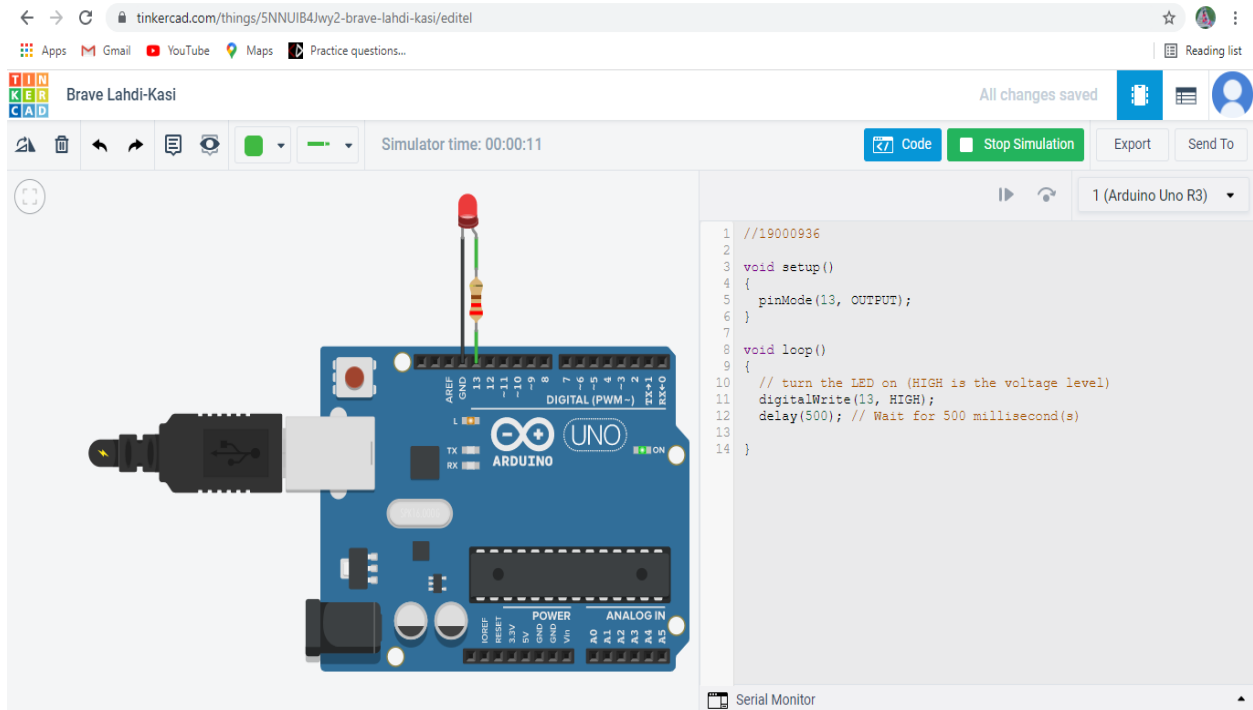 tinkercad.com/things/5NNUIB4Jwy2-brave-lahdi-kasi/editel
Apps Gmail YouTube Maps Practice questions... Reading list
TIN
KER
CAD
Brave Lahdi-Kasi All changes saved
Simulator time: 00:00:11 Code Stop Simulation Export Send To
1 (Arduino Uno R3)
1 //19000936
2
3 void setup()
4 {
5 pinMode(13, OUTPUT);
6 }
7
8 void loop()
9 {
10 // turn the LED on (HIGH is the voltage level)
11 digitalWrite(13, HIGH);
12 delay(500); // Wait for 500 millisecond(s)
13
14 }
AREF GND 13 12 ~11 ~10 ~9 8 7 ~6 ~5 4 ~3 2 TX→1 RX←0
DIGITAL (PWM~)
L
TX
RX
UNO
ARDUINO
ON
POWER ANALOG IN
IOREF RESET 3.3V 5V GND GND Vin A0 A1 A2 A3 A4 A5
Serial Monitor